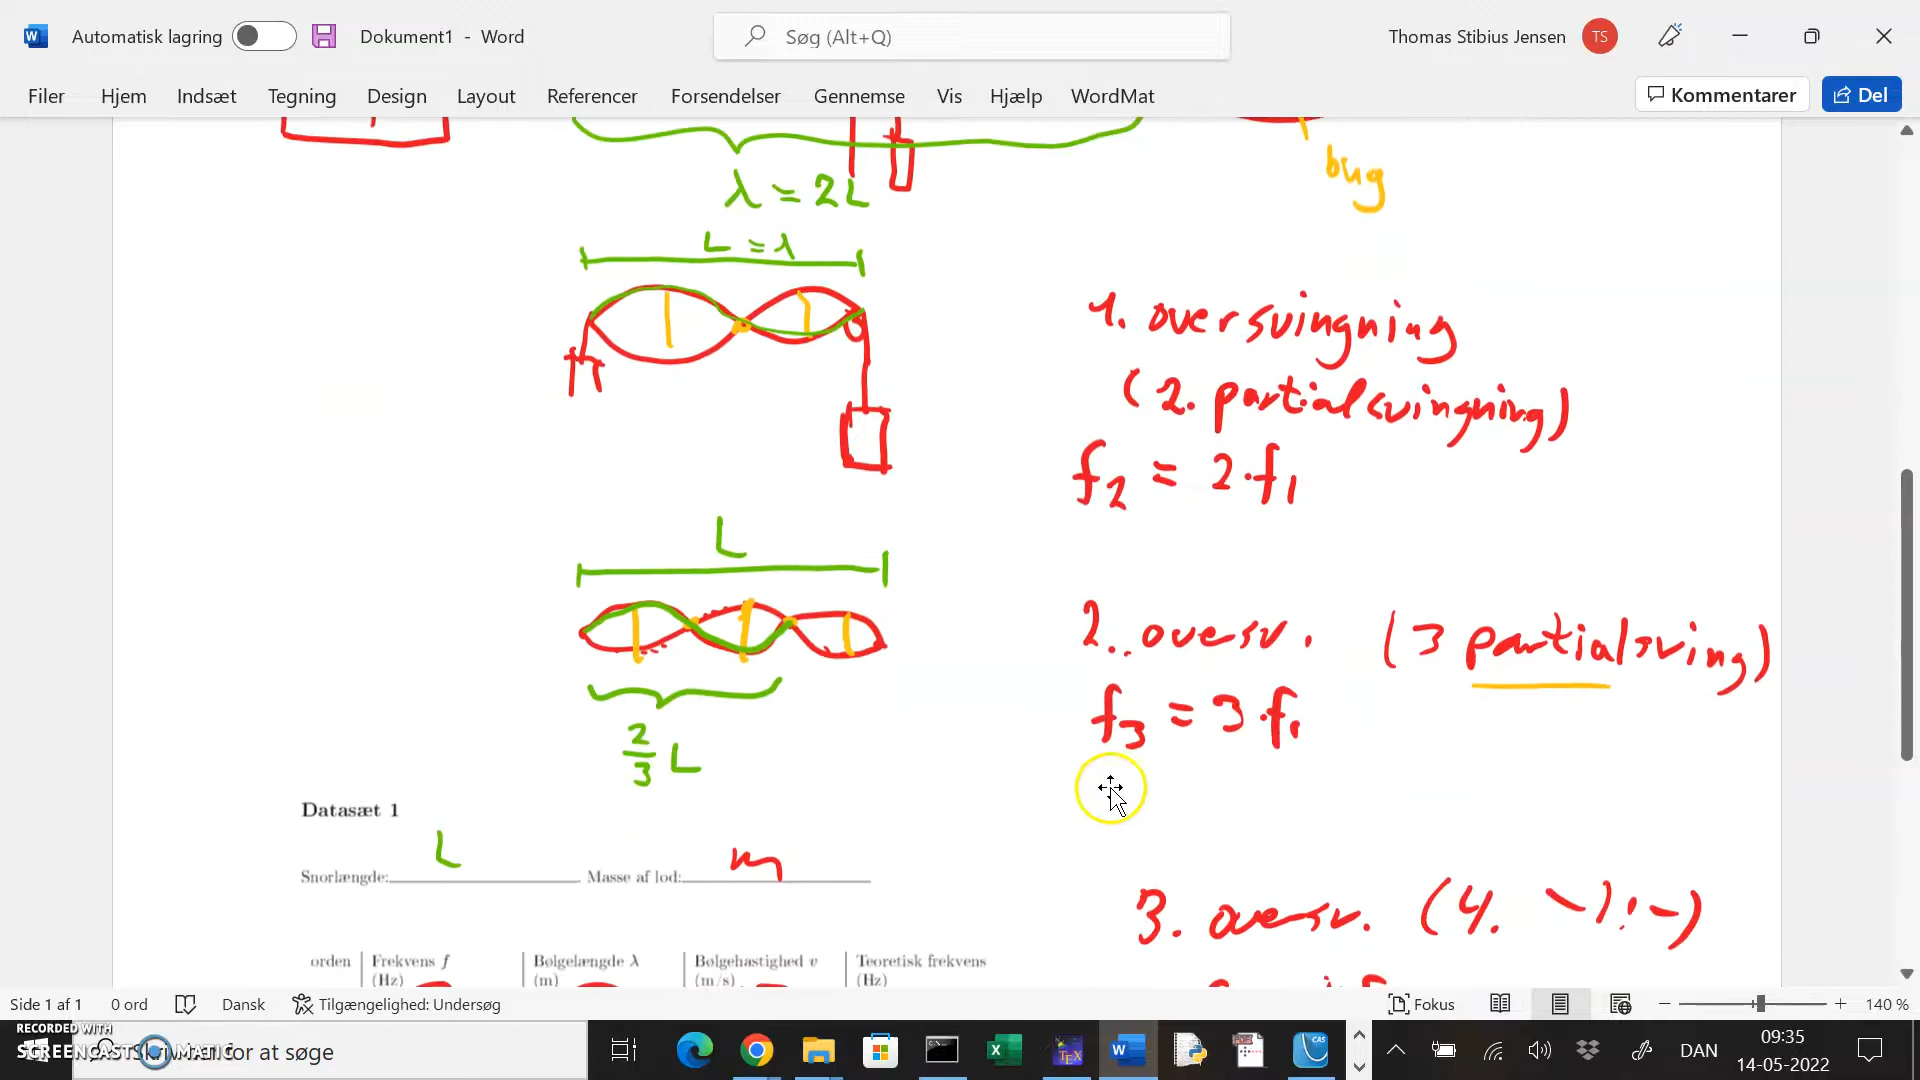 Automatisk lagring
Dokument1 - Word
Søg (Alt+Q)
Thomas Stibius Jensen
TS
Filer Hjem Indsæt Tegning Design Layout Referencer Forsendelser Gennemse Vis Hjælp WordMat
Kommentarer
Del
bug
λ = 2L
L = λ
1. oversvingning
(2. partialsvingning)
f2 = 2·f1
L
2.. oversv. (3 partialsving)
f3 = 3·f1
2/3 L
Datasæt 1
L
m
Snorlængde: Masse af lod:
3. oversv. (4.
orden Frekvens f Bølgelængde λ Bølgehastighed v Teoretisk frekvens
(Hz) (m) (m/s) (Hz)
Side 1 af 1 0 ord Dansk Tilgængelighed: Undersøg
Fokus
140 %
RECORDED WITH
SCREENCAST MATIC
for at søge
DAN
09:35
14-05-2022